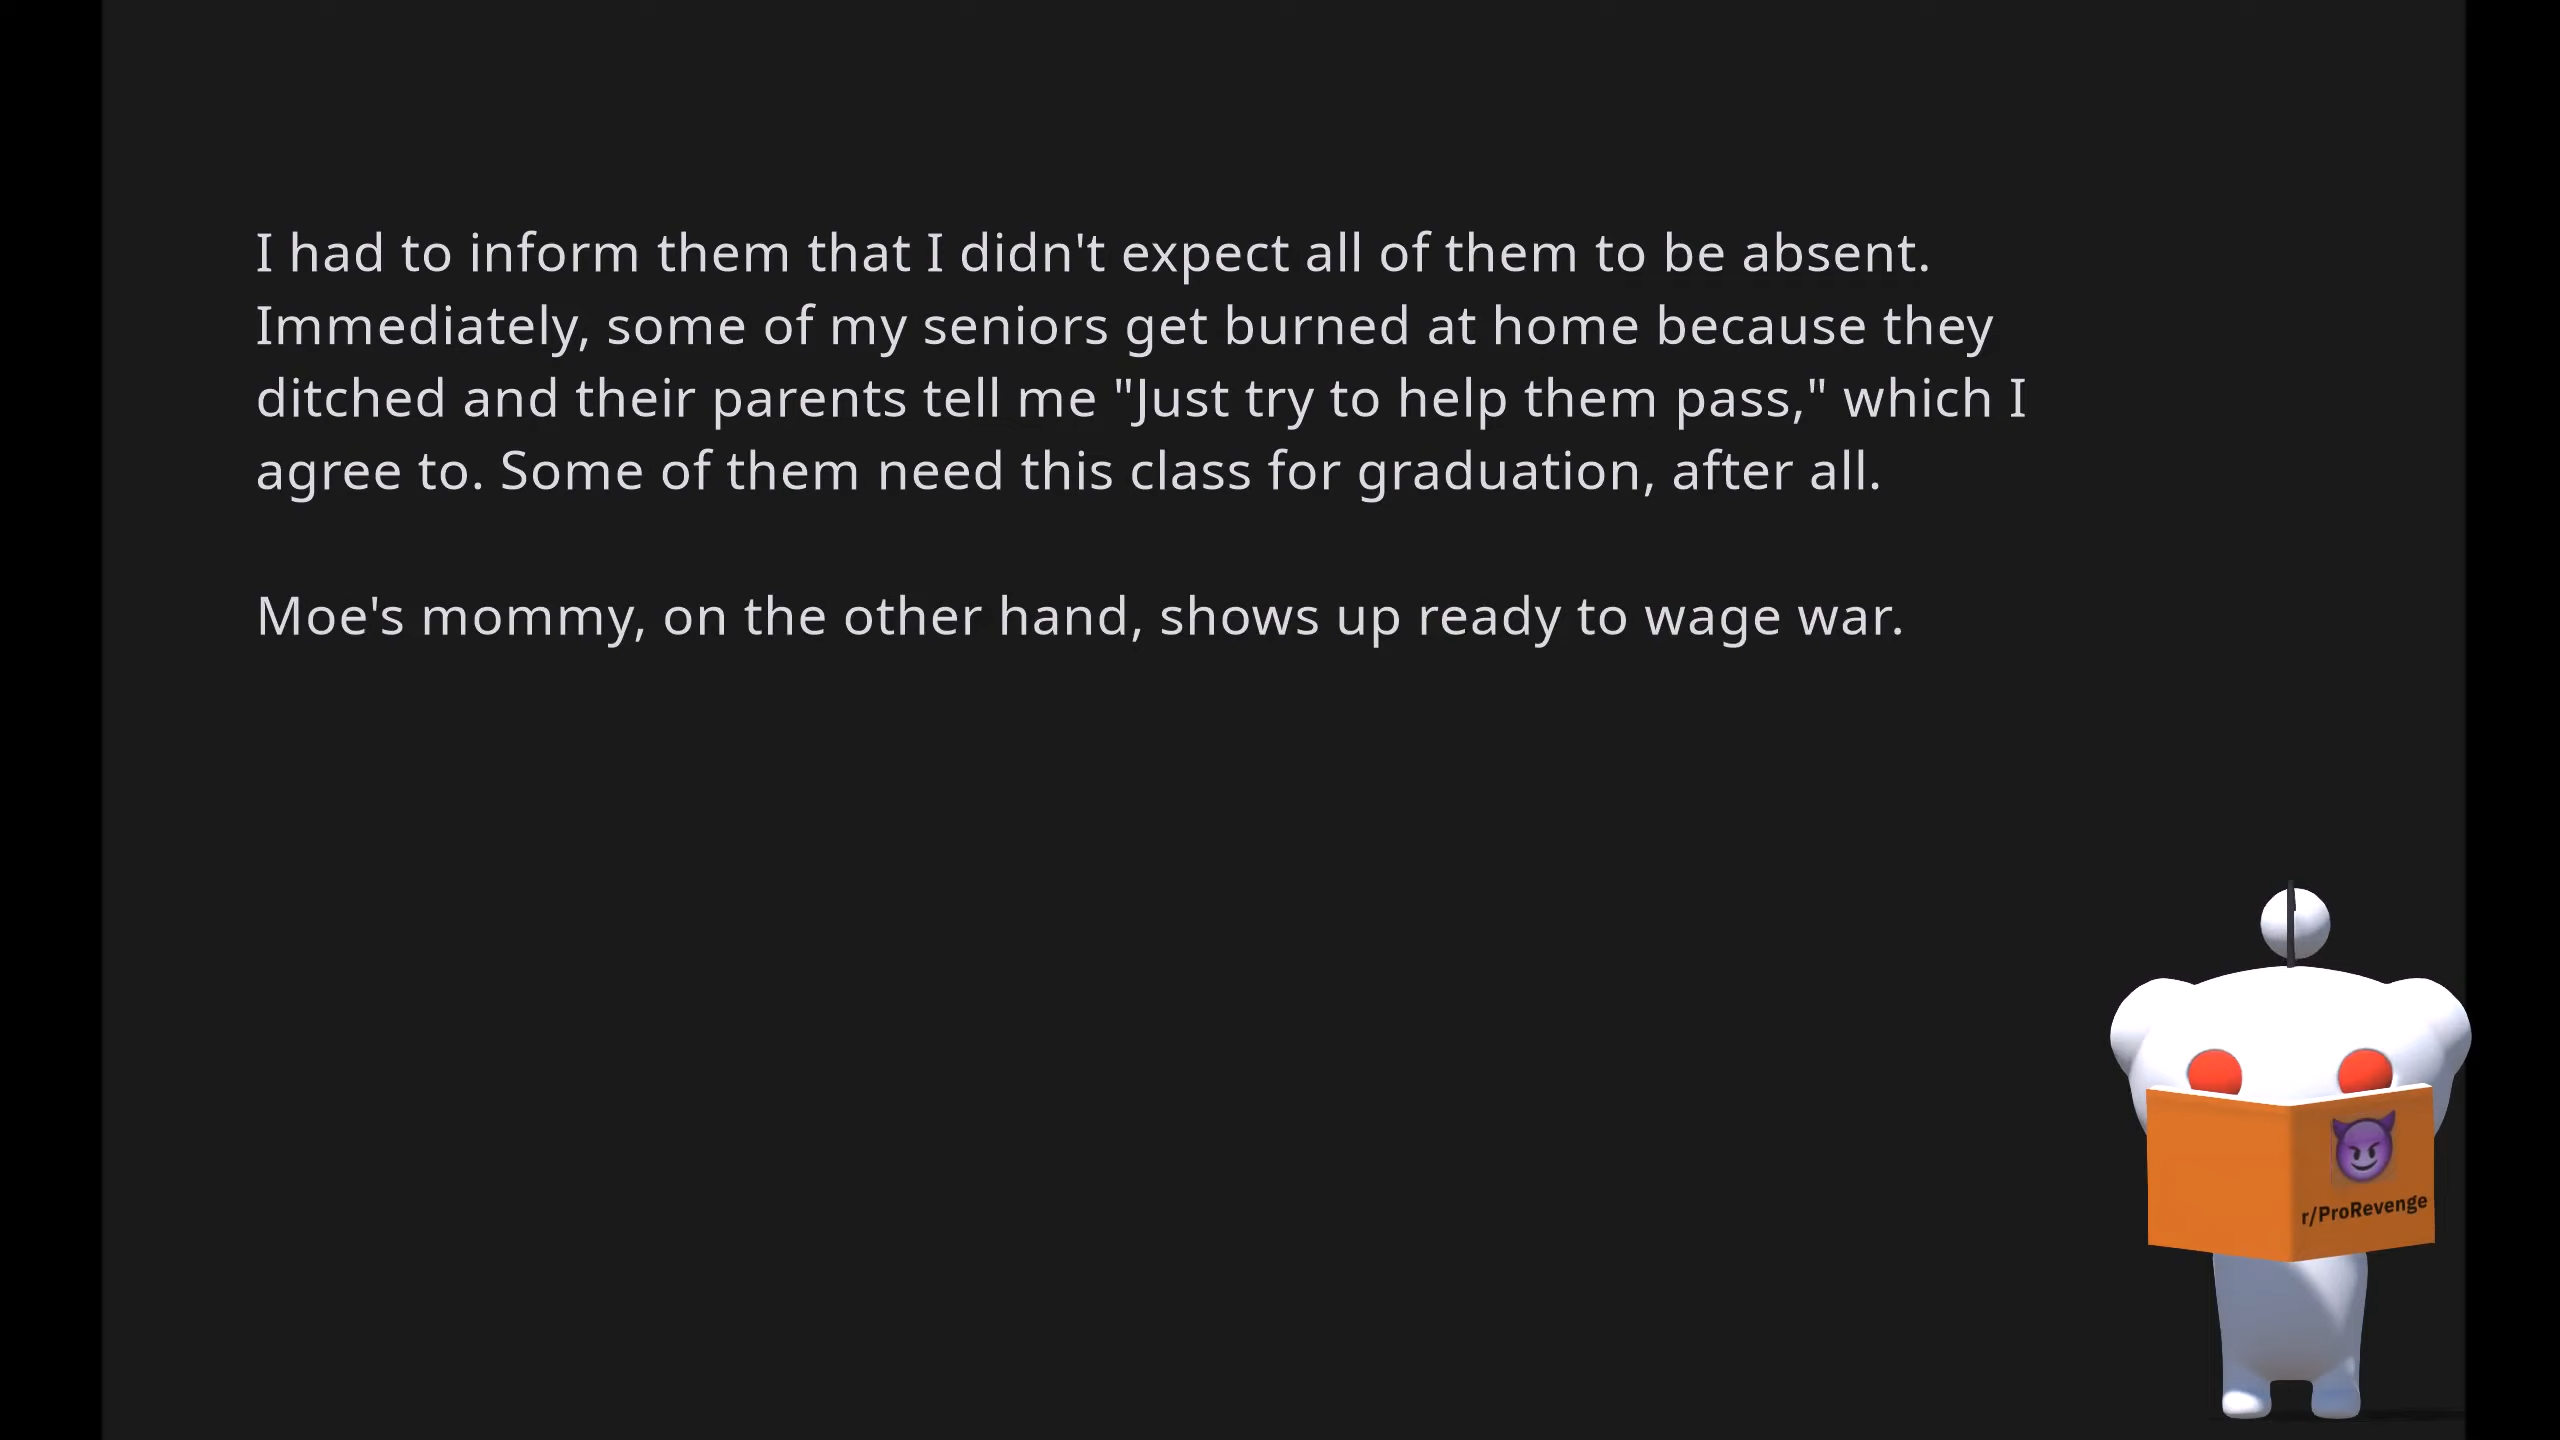 I had to inform them that I didn't expect all of them to be absent.
Immediately, some of my seniors get burned at home because they
ditched and their parents tell me "Just try to help them pass," which I
agree to. Some of them need this class for graduation, after all.
Moe's mommy, on the other hand, shows up ready to wage war.
r/ProRevenge